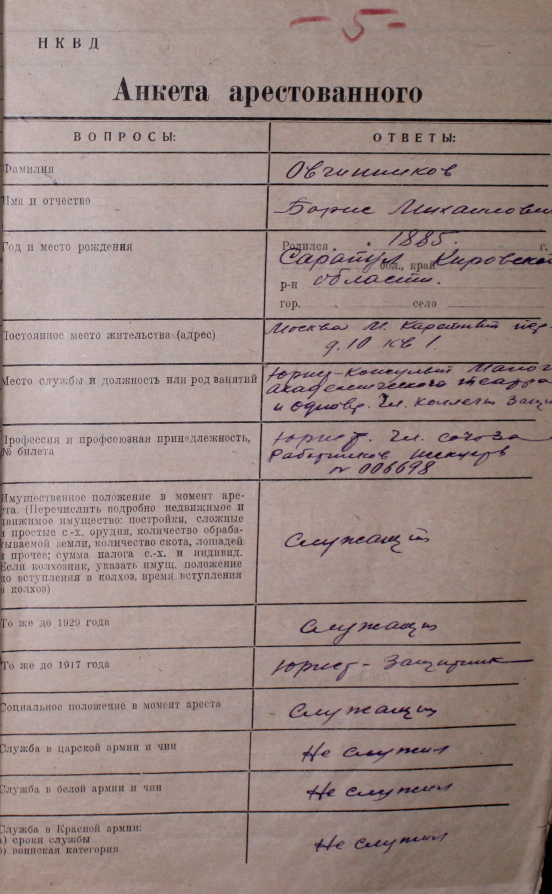 - 5 -
НКВД
Анкета арестованного
ВОПРОСЫ:
ОТВЕТЫ:
Фамилия
Овчинников
Имя и отчество
Борис Михайлович
Год и место рождения
Родился 1885. г.
Сарапул обл., край Кировской
р-н области.
гор. село
Постоянное место жительства (адрес)
Москва М. Каретный пер.
д. 10 кв 1
Место службы и должность или род занятий
Юрист-Консульт Малого
академического театра
и одновр. Чл. коллегии Защи
Профессия и профсоюзная принадлежность,
№ билета
Юрист. Чл. союза
Работников искусств
№ 006698
Имущественное положение в момент аре-
ста. (Перечислить подробно недвижимое и
движимое имущество: постройки, сложные
и простые с.-х. орудия, количество обраба-
тываемой земли, количество скота, лошадей
и прочее; сумма налога с.-х. и индивид.
Если колхозник, указать имущ. положение
до вступления в колхоз, время вступления
в колхоз)
Служащий
То же до 1929 года
Служащий
То же до 1917 года
Юрист - Защитник
Социальное положение в момент ареста
Служащий
Служба в царской армии и чин
Не служил
Служба в белой армии и чин
Не служил
Служба в Красной армии:
а) сроки службы
б) воинская категория
Не служил